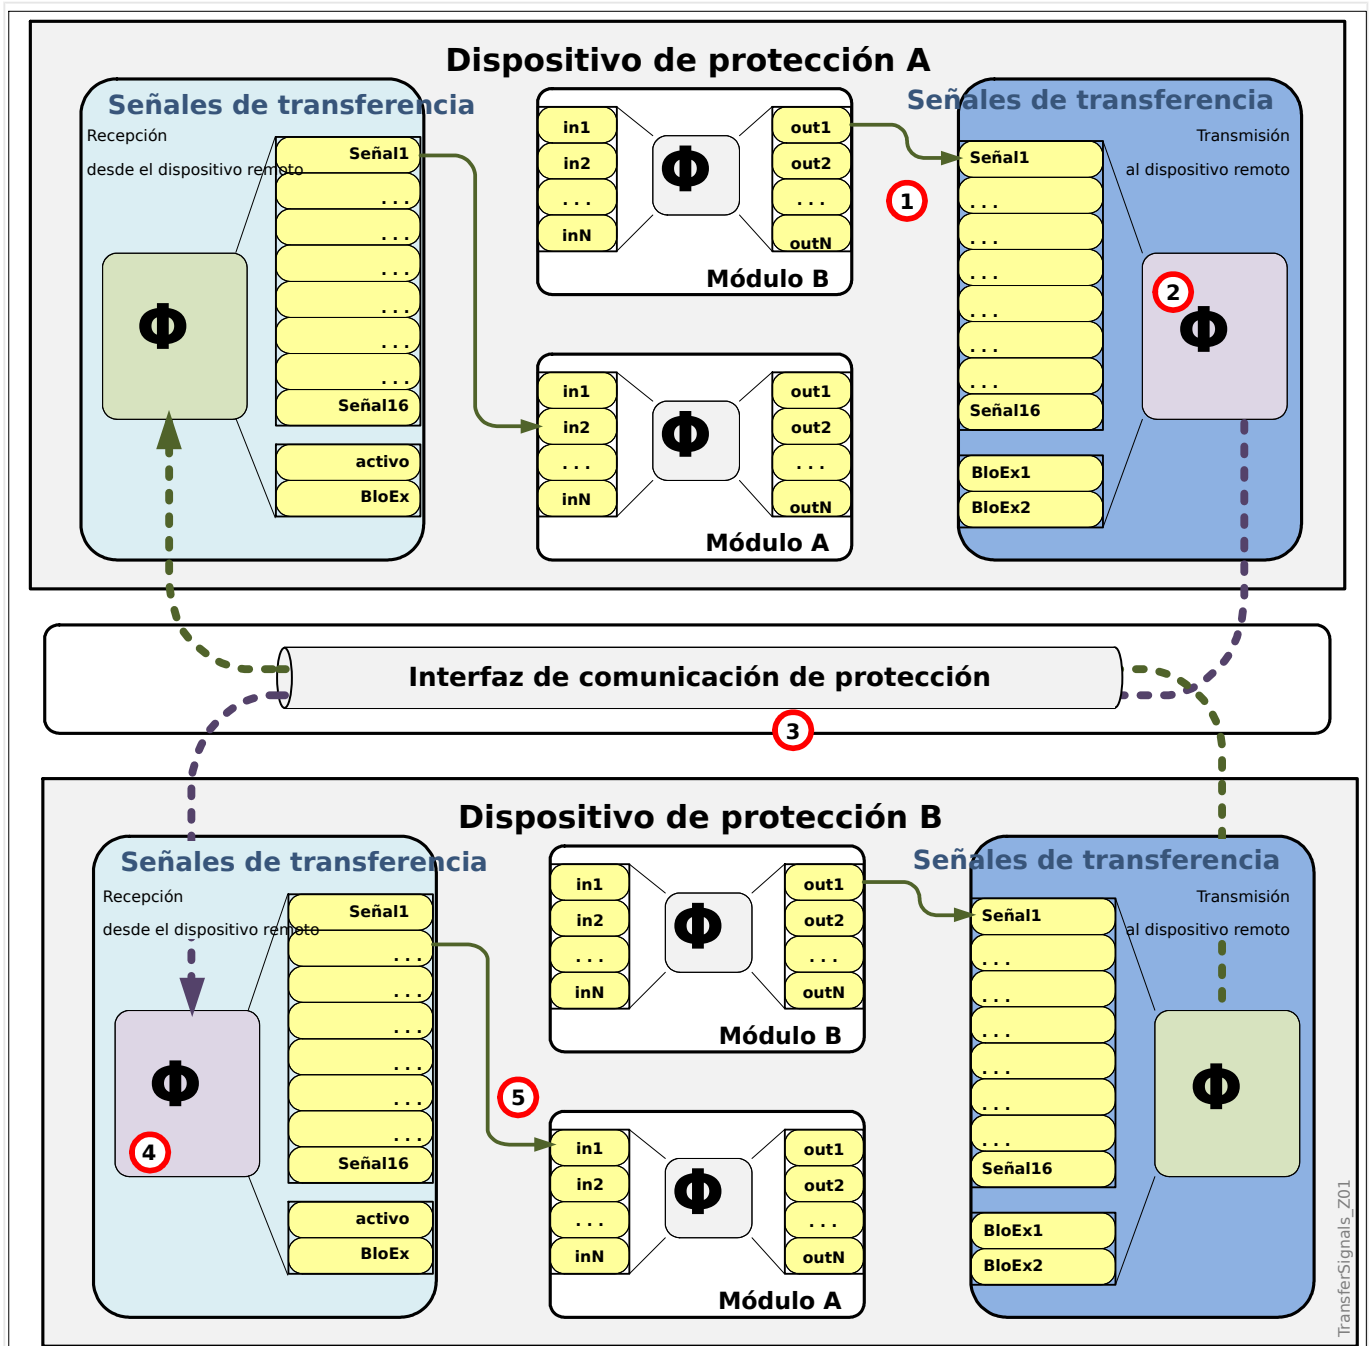 Dispositivo de protección A
Señales de transferencia
Recepción
desde el dispositivo remoto
Señal1
. . .
. . .
. . .
. . .
. . .
. . .
Señal16
activo
BloEx
Φ
in1
in2
. . .
inN
Φ
out1
out2
. . .
outN
Módulo B
in1
in2
. . .
inN
Φ
out1
out2
. . .
outN
Módulo A
1
Señales de transferencia
Transmisión
al dispositivo remoto
Señal1
. . .
. . .
. . .
. . .
. . .
. . .
Señal16
BloEx1
BloEx2
2
Φ
Interfaz de comunicación de protección
3
Dispositivo de protección B
Señales de transferencia
Recepción
desde el dispositivo remoto
Señal1
. . .
. . .
. . .
. . .
. . .
. . .
Señal16
activo
BloEx
Φ
4
5
in1
in2
. . .
inN
Φ
out1
out2
. . .
outN
Módulo B
in1
in2
. . .
inN
Φ
out1
out2
. . .
outN
Módulo A
Señales de transferencia
Transmisión
al dispositivo remoto
Señal1
. . .
. . .
. . .
. . .
. . .
. . .
Señal16
BloEx1
BloEx2
Φ
TransferSignals_Z01